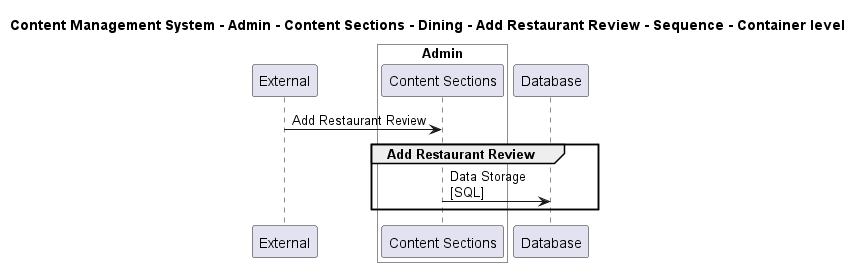 Content Management System - Admin - Content Sections - Dining - Add Restaurant Review - Sequence - Container level
Admin
External
Content Sections
Database
Add Restaurant Review
Add Restaurant Review
Data Storage
[SQL]
External
Content Sections
Database